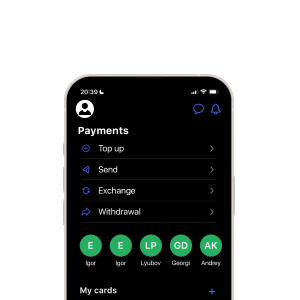 20:39
Payments
Top up
Send
Exchange
Withdrawal
E E LP GD AK
Igor Igor Lyubov Georgi Andrey
My cards +